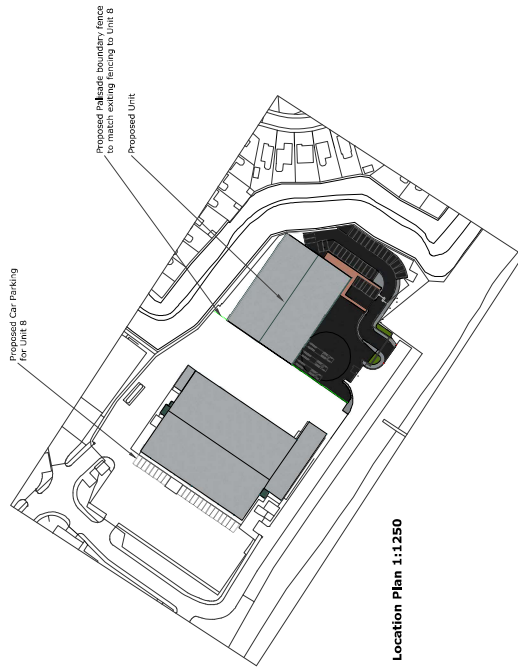 Proposed Palisade boundary fence
to match exiting fencing to Unit 8
Proposed Unit
Proposed Car Parking
for Unit 8
Location Plan 1:1250